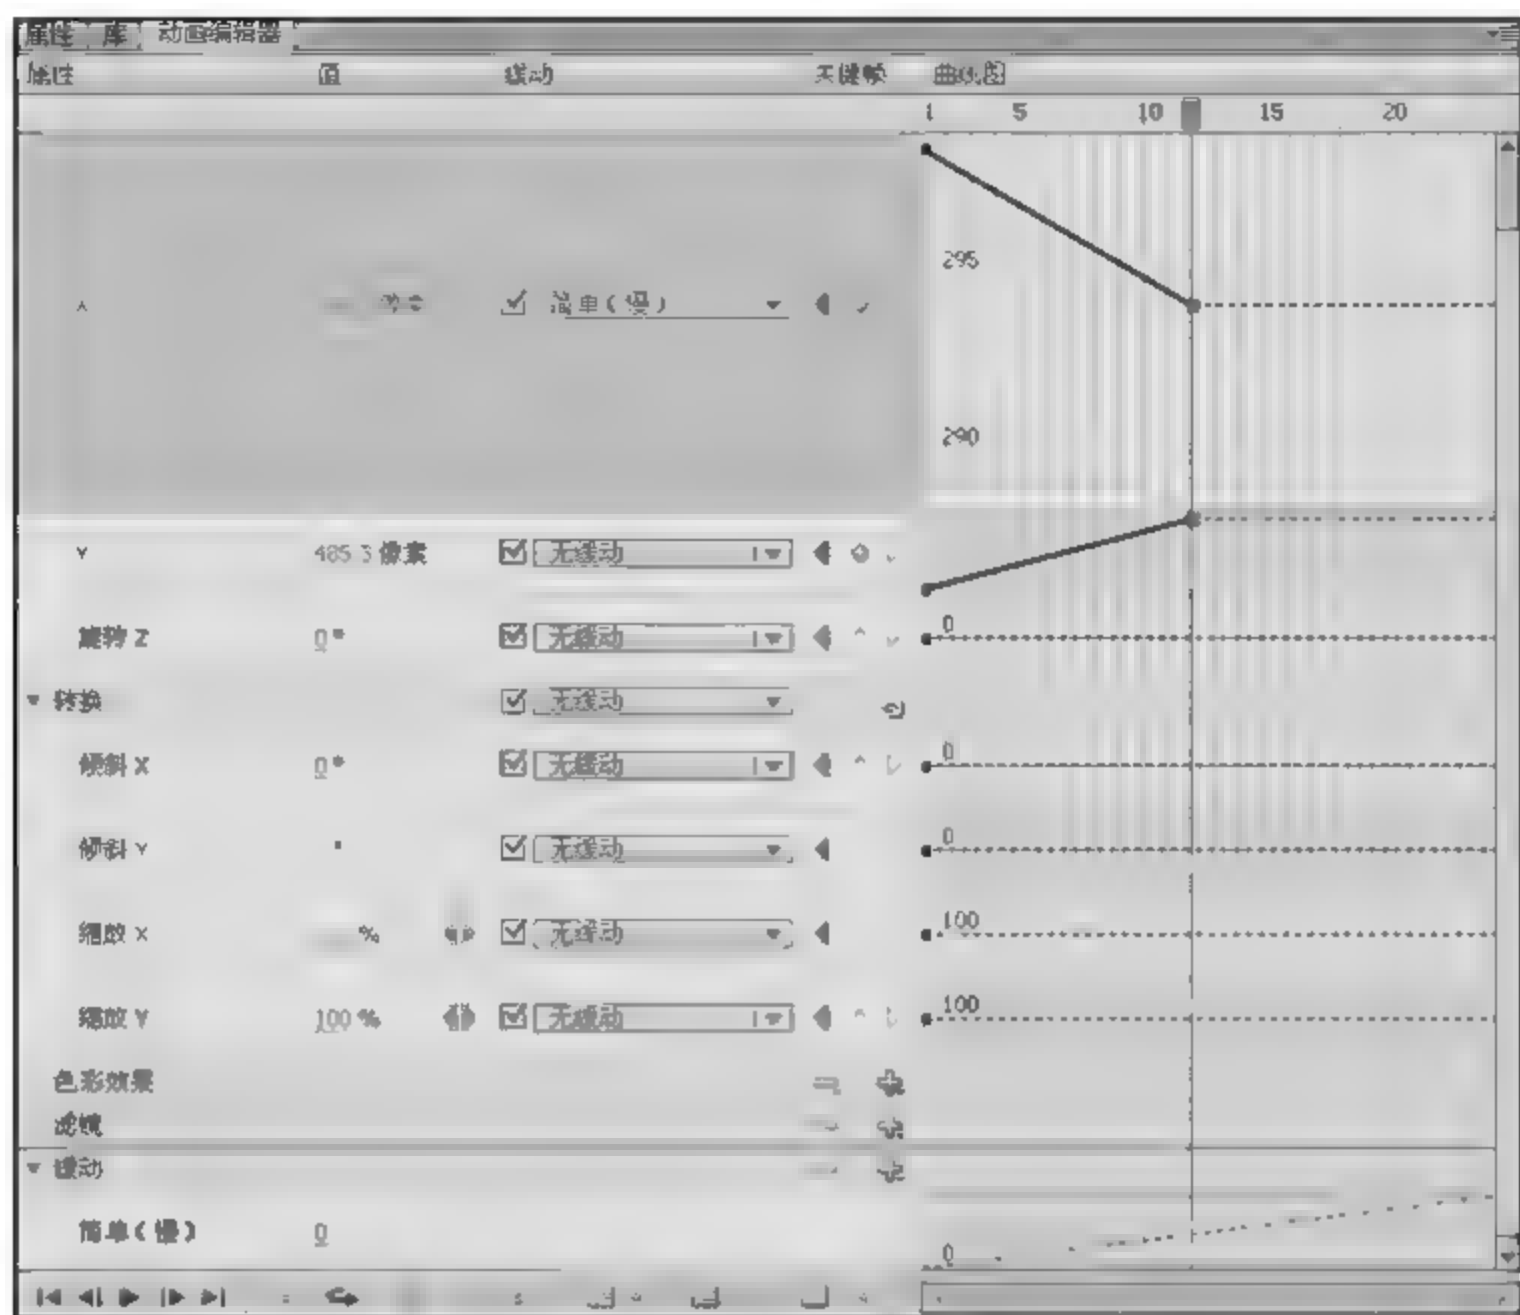 属性 库 动画编辑器
属性 值 缓动 关键帧 曲线图
1 5 10 15 20
295
X 简单(慢)
290
Y 485.3 像素 无缓动
旋转 Z 0° 无缓动 0
转换 无缓动
倾斜 X 0° 无缓动 0
倾斜 Y ° 无缓动 0
缩放 X % 无缓动 100
缩放 Y 100 % 无缓动 100
色彩效果
滤镜
缓动
简单(慢) 0 0